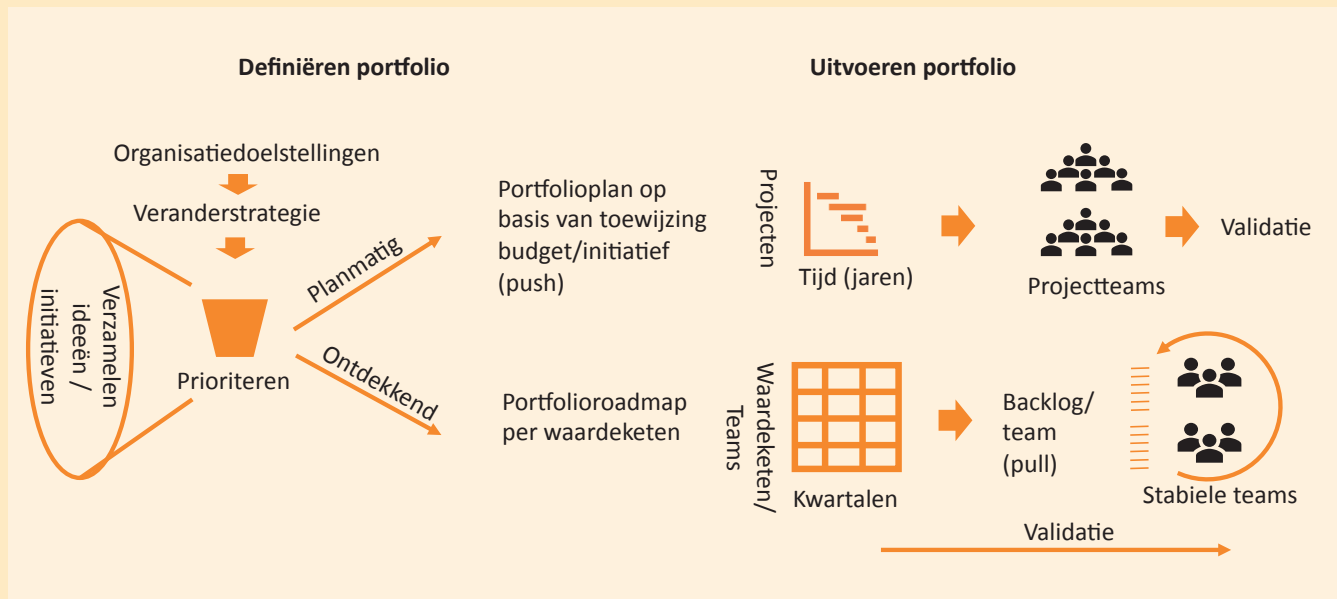 Definiëren portfolio
Uitvoeren portfolio
Organisatiedoelstellingen
Veranderstrategie
Verzamelen
ideeën /
initiatieven
Prioriteren
Planmatig
Ontdekkend
Portfolioplan op
basis van toewijzing
budget/initiatief
(push)
Projecten
Tijd (jaren)
Projectteams
Validatie
Portfolioroadmap
per waardeketen
Waardeketen/
Teams
Kwartalen
Backlog/
team
(pull)
Stabiele teams
Validatie